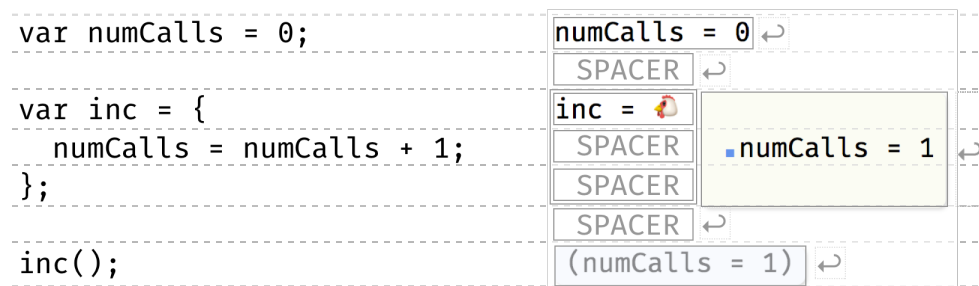 var numCalls = 0; numCalls = 0 ↩
SPACER ↩
var inc = { inc = 🐔
numCalls = numCalls + 1; SPACER numCalls = 1 ↩
}; SPACER
SPACER ↩
inc(); (numCalls = 1) ↩